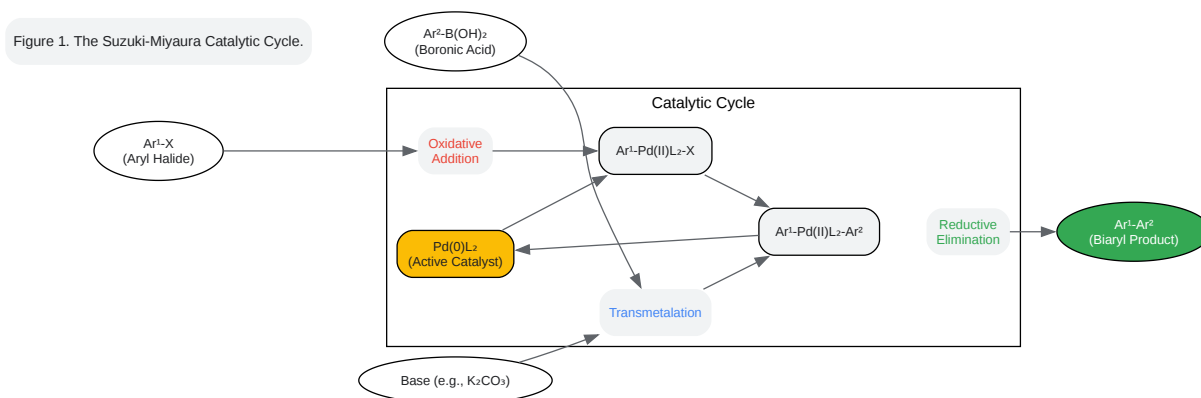 Figure 1. The Suzuki-Miyaura Catalytic Cycle.
Ar²-B(OH)₂
(Boronic Acid)
Catalytic Cycle
Ar¹-X
(Aryl Halide)
Oxidative
Addition
Ar¹-Pd(II)L₂-X
Pd(0)L₂
(Active Catalyst)
Ar¹-Pd(II)L₂-Ar²
Reductive
Elimination
Ar¹-Ar²
(Biaryl Product)
Transmetalation
Base (e.g., K₂CO₃)